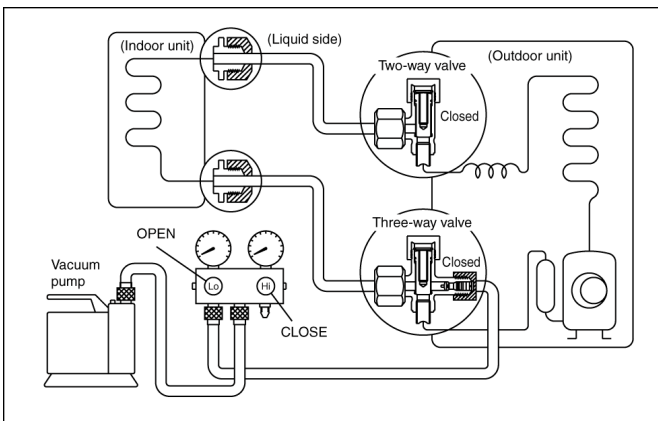 (Indoor unit)
(Liquid side)
(Outdoor unit)
Two-way valve
Closed
Three-way valve
Closed
OPEN
Vacuum
pump
Lo
Hi
CLOSE